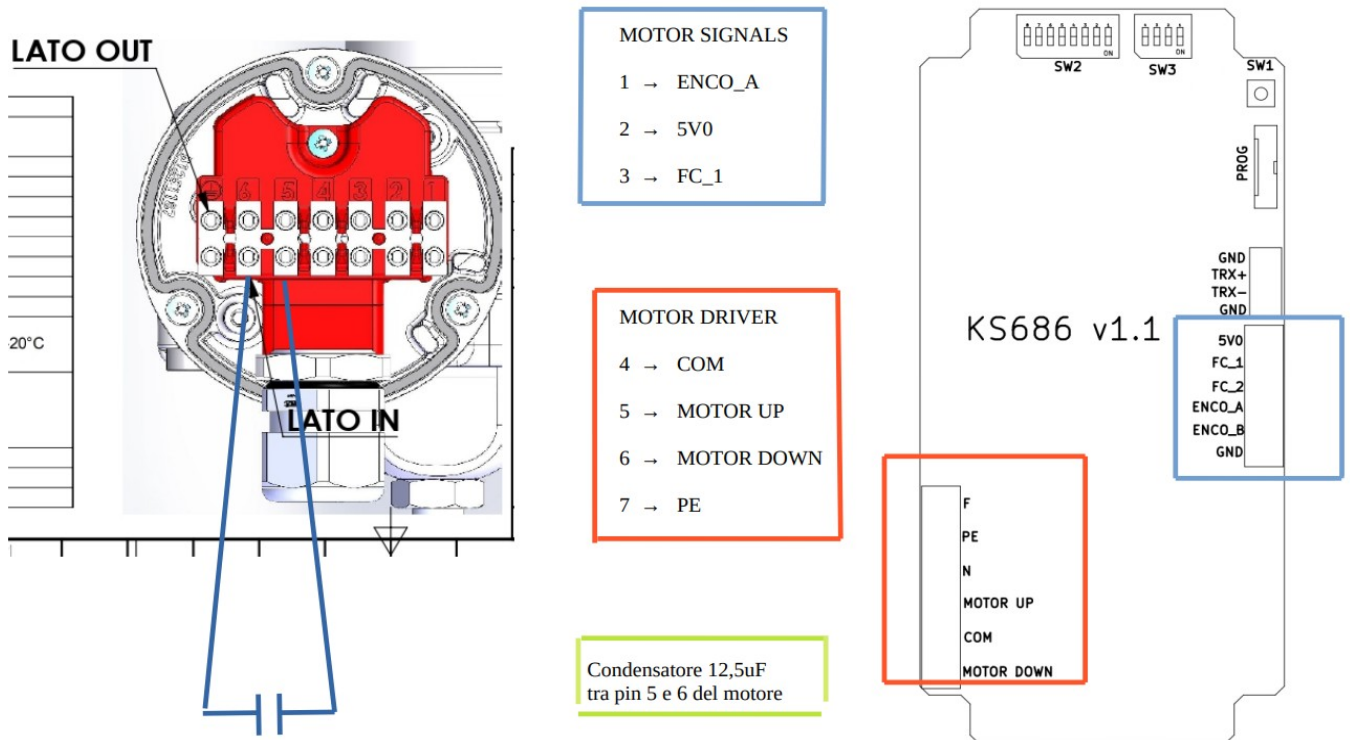 LATO OUT
6 5 4 3 2 1
20°C
LATO IN
MOTOR SIGNALS
1 → ENCO_A
2 → 5V0
3 → FC_1
MOTOR DRIVER
4 → COM
5 → MOTOR UP
6 → MOTOR DOWN
7 → PE
Condensatore 12,5uF
tra pin 5 e 6 del motore
ON
SW2
ON
SW3
SW1
PROG
GND
TRX+
TRX−
GND
KS686 v1.1
5V0
FC_1
FC_2
ENCO_A
ENCO_B
GND
F
PE
N
MOTOR UP
COM
MOTOR DOWN